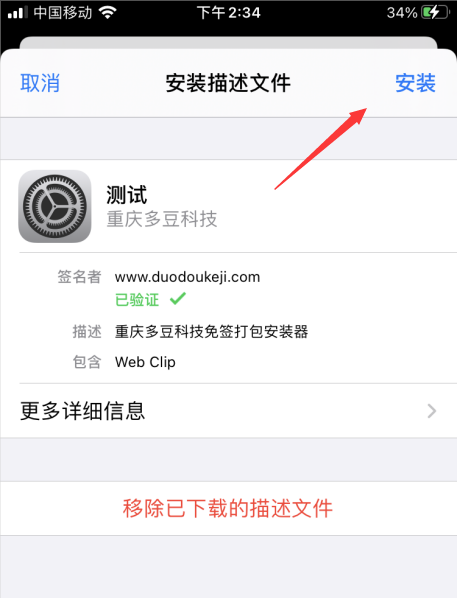 中国移动 下午2:34 34%
取消 安装描述文件 安装
测试
重庆多豆科技
签名者 www.duodoukeji.com
已验证
描述 重庆多豆科技免签打包安装器
包含 Web Clip
更多详细信息
移除已下载的描述文件